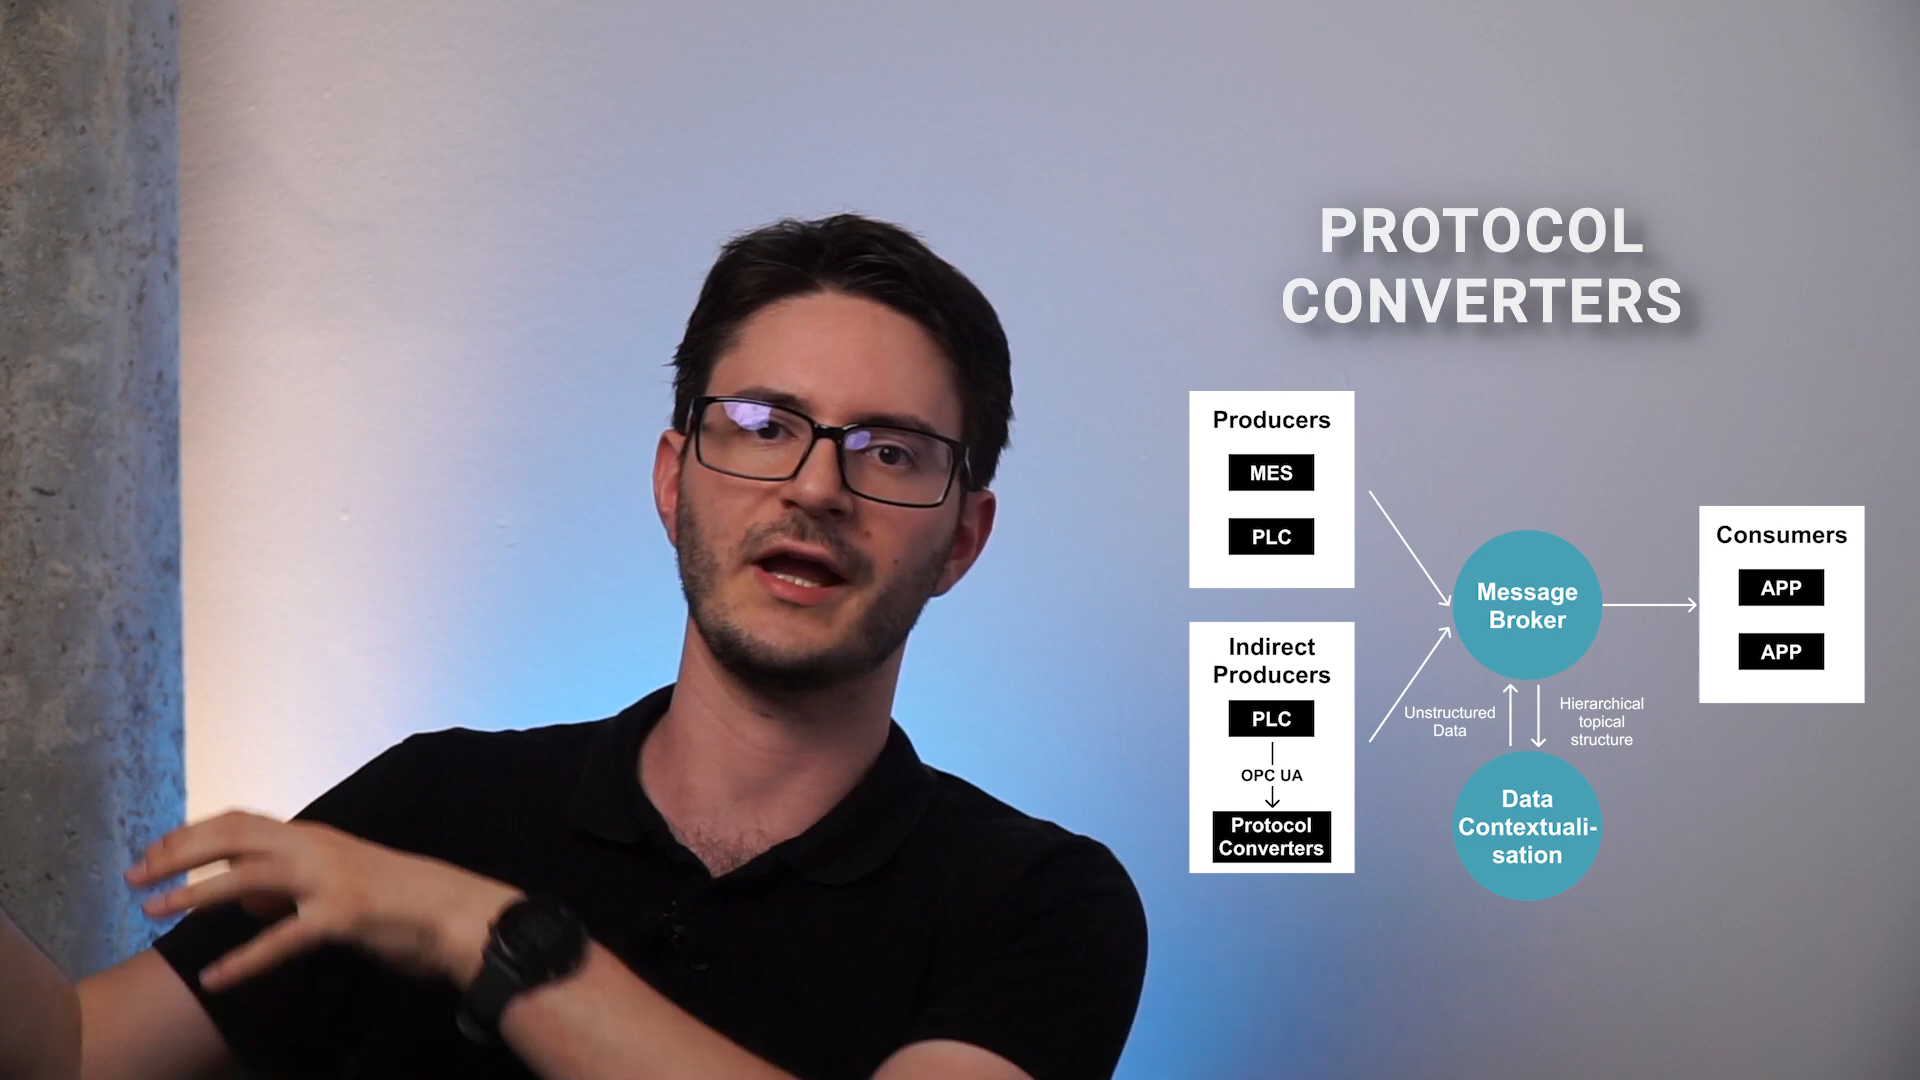 PROTOCOL
CONVERTERS
Producers
MES
PLC
Indirect
Producers
PLC
OPC UA
Protocol
Converters
Message
Broker
Unstructured
Data
Hierarchical
topical
structure
Data
Contextuali-
sation
Consumers
APP
APP